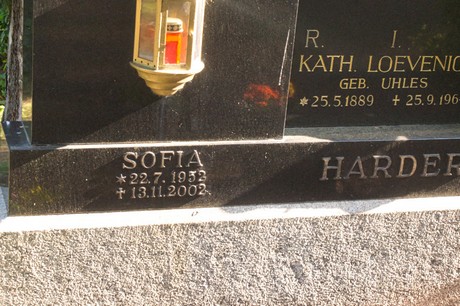 R. I.
KATH. LOEVENIC
GEB. UHLES
* 25.5.1889 + 25.9.196
SOFIA
* 22.7.1932
+ 13.11.2002
HARDER